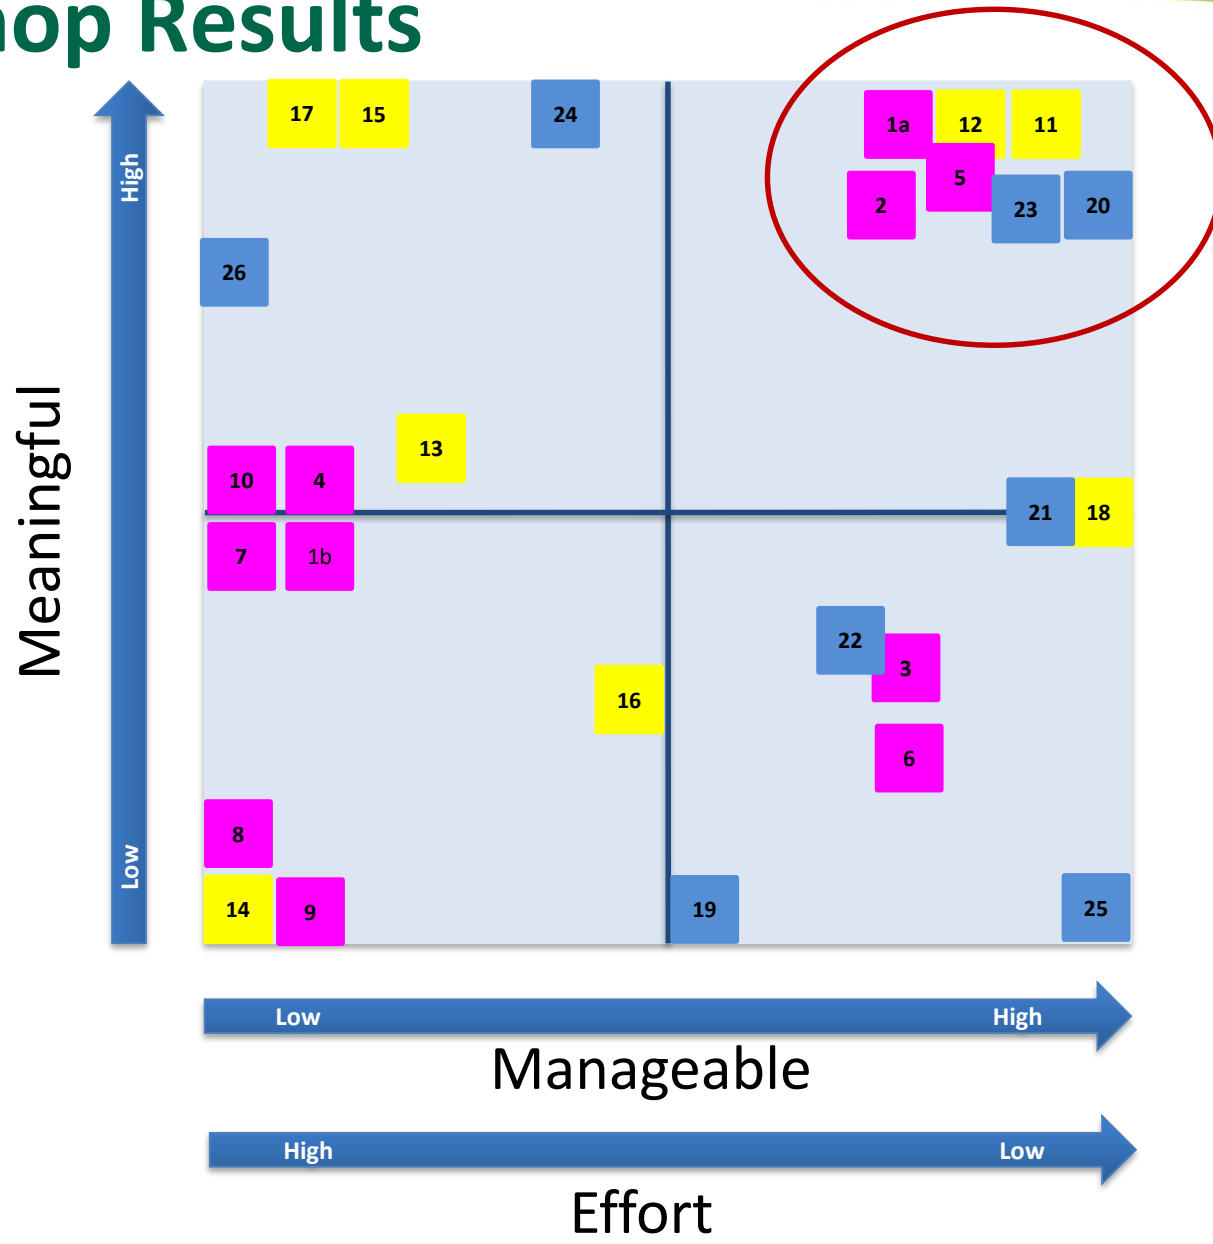 hop Results
17 15 24 1a 12 11
5
2 23 20
26
13
10 4
21 18
7 1b
22
3
16
6
8
14 9 19 25
High
Low
Meaningful
Low High
Manageable
High Low
Effort